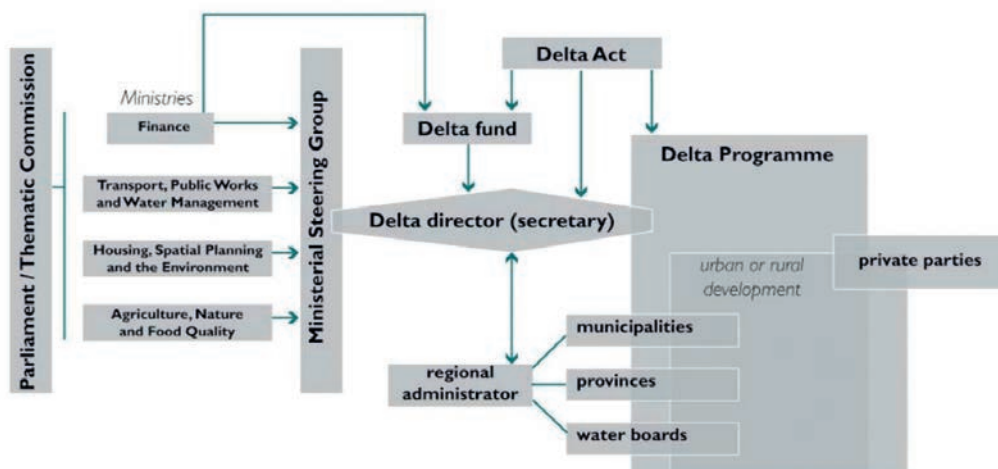 Parliament / Thematic Commission
Ministries
Finance
Transport, Public Works
and Water Management
Housing, Spatial Planning
and the Environment
Agriculture, Nature
and Food Quality
Ministerial Steering Group
Delta Act
Delta fund
Delta director (secretary)
regional
administrator
municipalities
provinces
water boards
Delta Programme
urban or rural
development
private parties